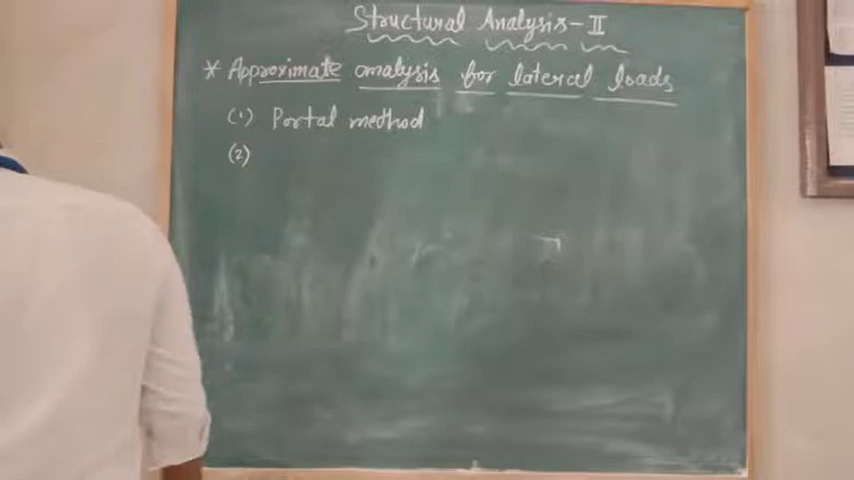 Structural Analysis-II
* Approximate analysis for lateral loads
(1) Portal method
(2)